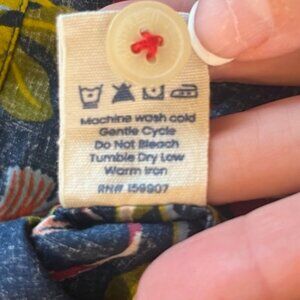 Machine wash cold
Gentle Cycle
Do Not Bleach
Tumble Dry Low
Warm Iron
RN# 159907